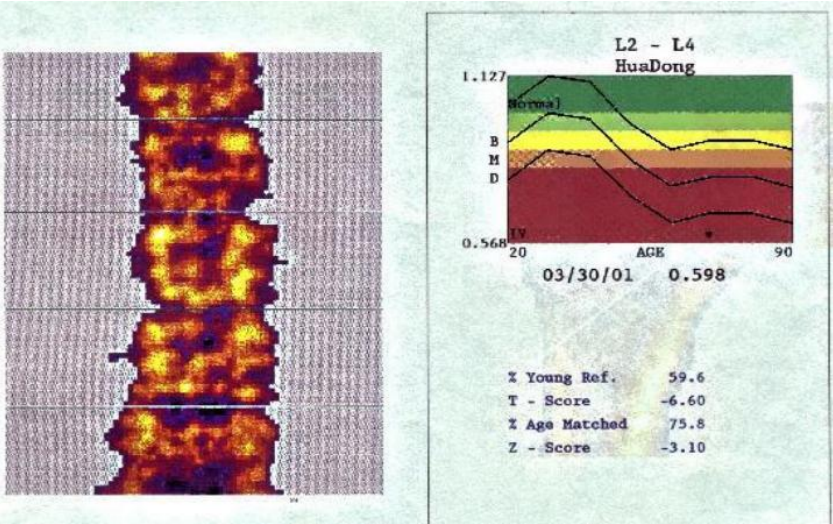 L2 - L4
HuaDong
1.127
Normal
B
M
D
IV
0.568
20 AGE 90
03/30/01 0.598
% Young Ref. 59.6
T - Score -6.60
% Age Matched 75.8
Z - Score -3.10